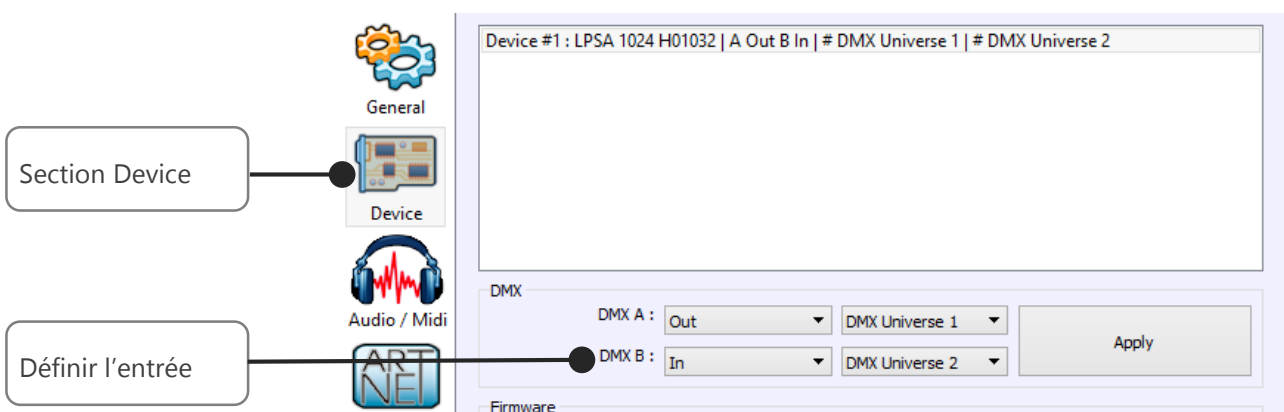 Device #1 : LPSA 1024 H01032 | A Out B In | # DMX Universe 1 | # DMX Universe 2
General
Section Device
Device
Audio / Midi
DMX
DMX A : Out DMX Universe 1
Apply
Définir l’entrée
DMX B : In DMX Universe 2
ART
NET
Firmware